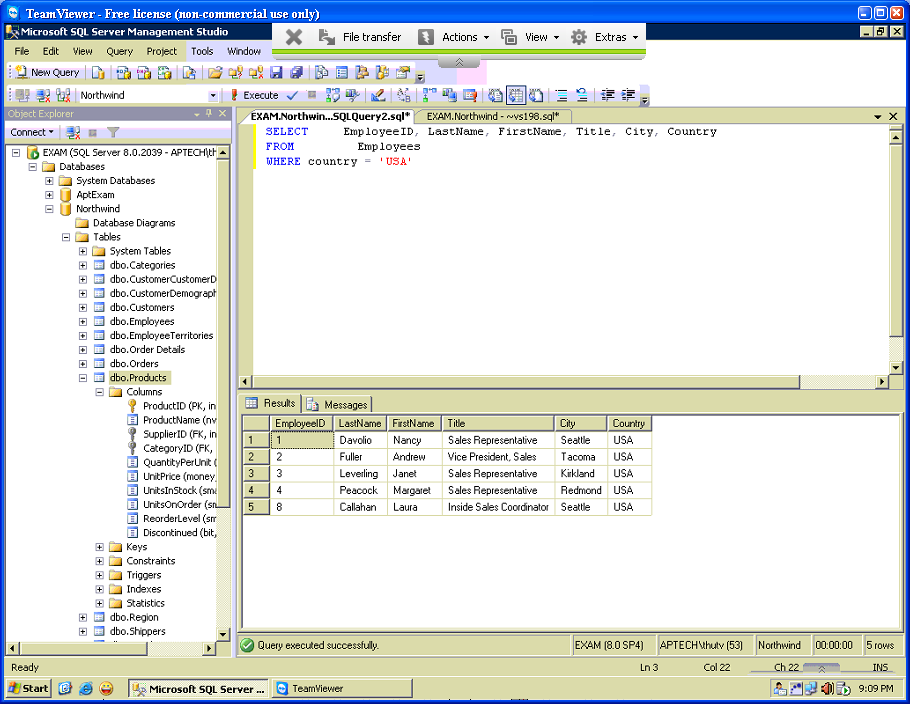 TeamViewer - Free license (non-commercial use only)
Microsoft SQL Server Management Studio
File transfer Actions View Extras
File Edit View Query Project Tools Window
New Query
Northwind Execute
Object Explorer
EXAM.Northwin...SQLQuery2.sql* EXAM.Northwind - ~vs198.sql*
Connect
SELECT EmployeeID, LastName, FirstName, Title, City, Country
FROM Employees
WHERE country = 'USA'
EXAM (SQL Server 8.0.2039 - APTECH\th
Databases
System Databases
AptExam
Northwind
Database Diagrams
Tables
System Tables
dbo.Categories
dbo.CustomerCustomerD
dbo.CustomerDemograph
dbo.Customers
dbo.Employees
dbo.EmployeeTerritories
dbo.Order Details
dbo.Orders
dbo.Products
Columns
ProductID (PK, in
ProductName (nv
SupplierID (FK, in
CategoryID (FK,
QuantityPerUnit (
UnitPrice (money,
UnitsInStock (sma
UnitsOnOrder (sm
ReorderLevel (sm
Discontinued (bit,
Keys
Constraints
Triggers
Indexes
Statistics
dbo.Region
dbo.Shippers
Results Messages
EmployeeID LastName FirstName Title City Country
1 1 Davolio Nancy Sales Representative Seattle USA
2 2 Fuller Andrew Vice President, Sales Tacoma USA
3 3 Leverling Janet Sales Representative Kirkland USA
4 4 Peacock Margaret Sales Representative Redmond USA
5 8 Callahan Laura Inside Sales Coordinator Seattle USA
Query executed successfully. EXAM (8.0 SP4) APTECH\thutv (53) Northwind 00:00:00 5 rows
Ready Ln 3 Col 22 Ch 22 INS
Start Microsoft SQL Server ... TeamViewer 9:09 PM